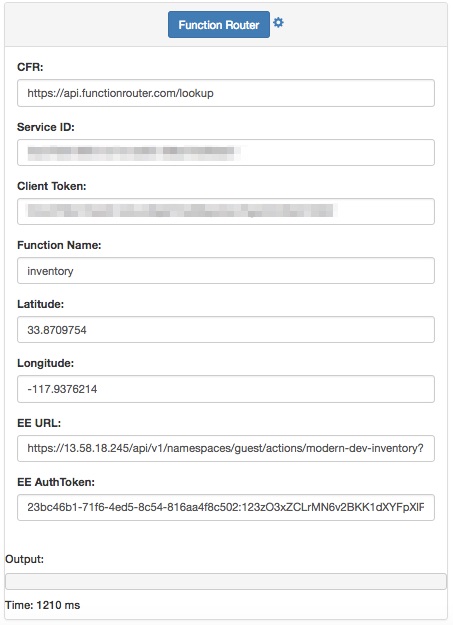 Function Router
CFR:
https://api.functionrouter.com/lookup
Service ID:
Client Token:
Function Name:
inventory
Latitude:
33.8709754
Longitude:
-117.9376214
EE URL:
https://13.58.18.245/api/v1/namespaces/guest/actions/modern-dev-inventory?
EE AuthToken:
23bc46b1-71f6-4ed5-8c54-816aa4f8c502:123zO3xZCLrMN6v2BKK1dXYFpXlF
Output:
Time: 1210 ms